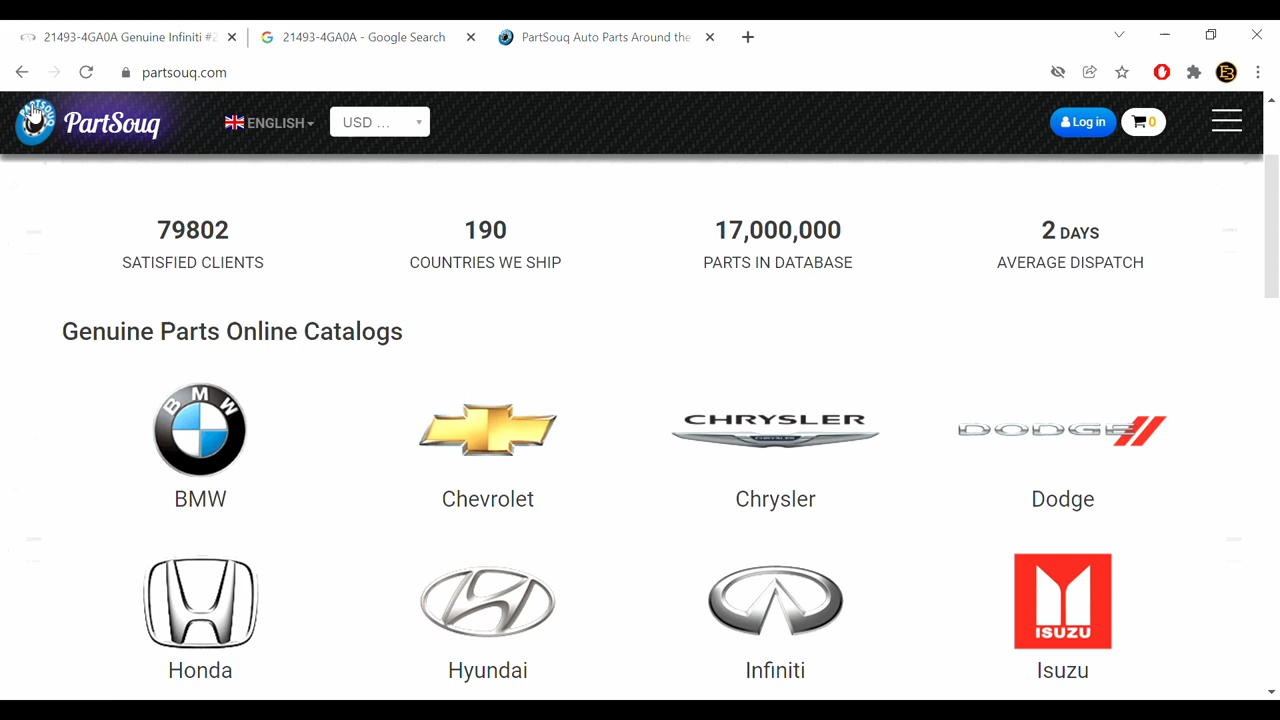 21493-4GA0A Genuine Infiniti #2
21493-4GA0A - Google Search
PartSouq Auto Parts Around the
partsouq.com
PARTSOUQ
PartSouq
ENGLISH
USD ...
Log in
0
79802
190
17,000,000
2 DAYS
SATISFIED CLIENTS
COUNTRIES WE SHIP
PARTS IN DATABASE
AVERAGE DISPATCH
Genuine Parts Online Catalogs
BMW
CHRYSLER
CHRYSLER
DODGE
BMW
Chevrolet
Chrysler
Dodge
ISUZU
Honda
Hyundai
Infiniti
Isuzu